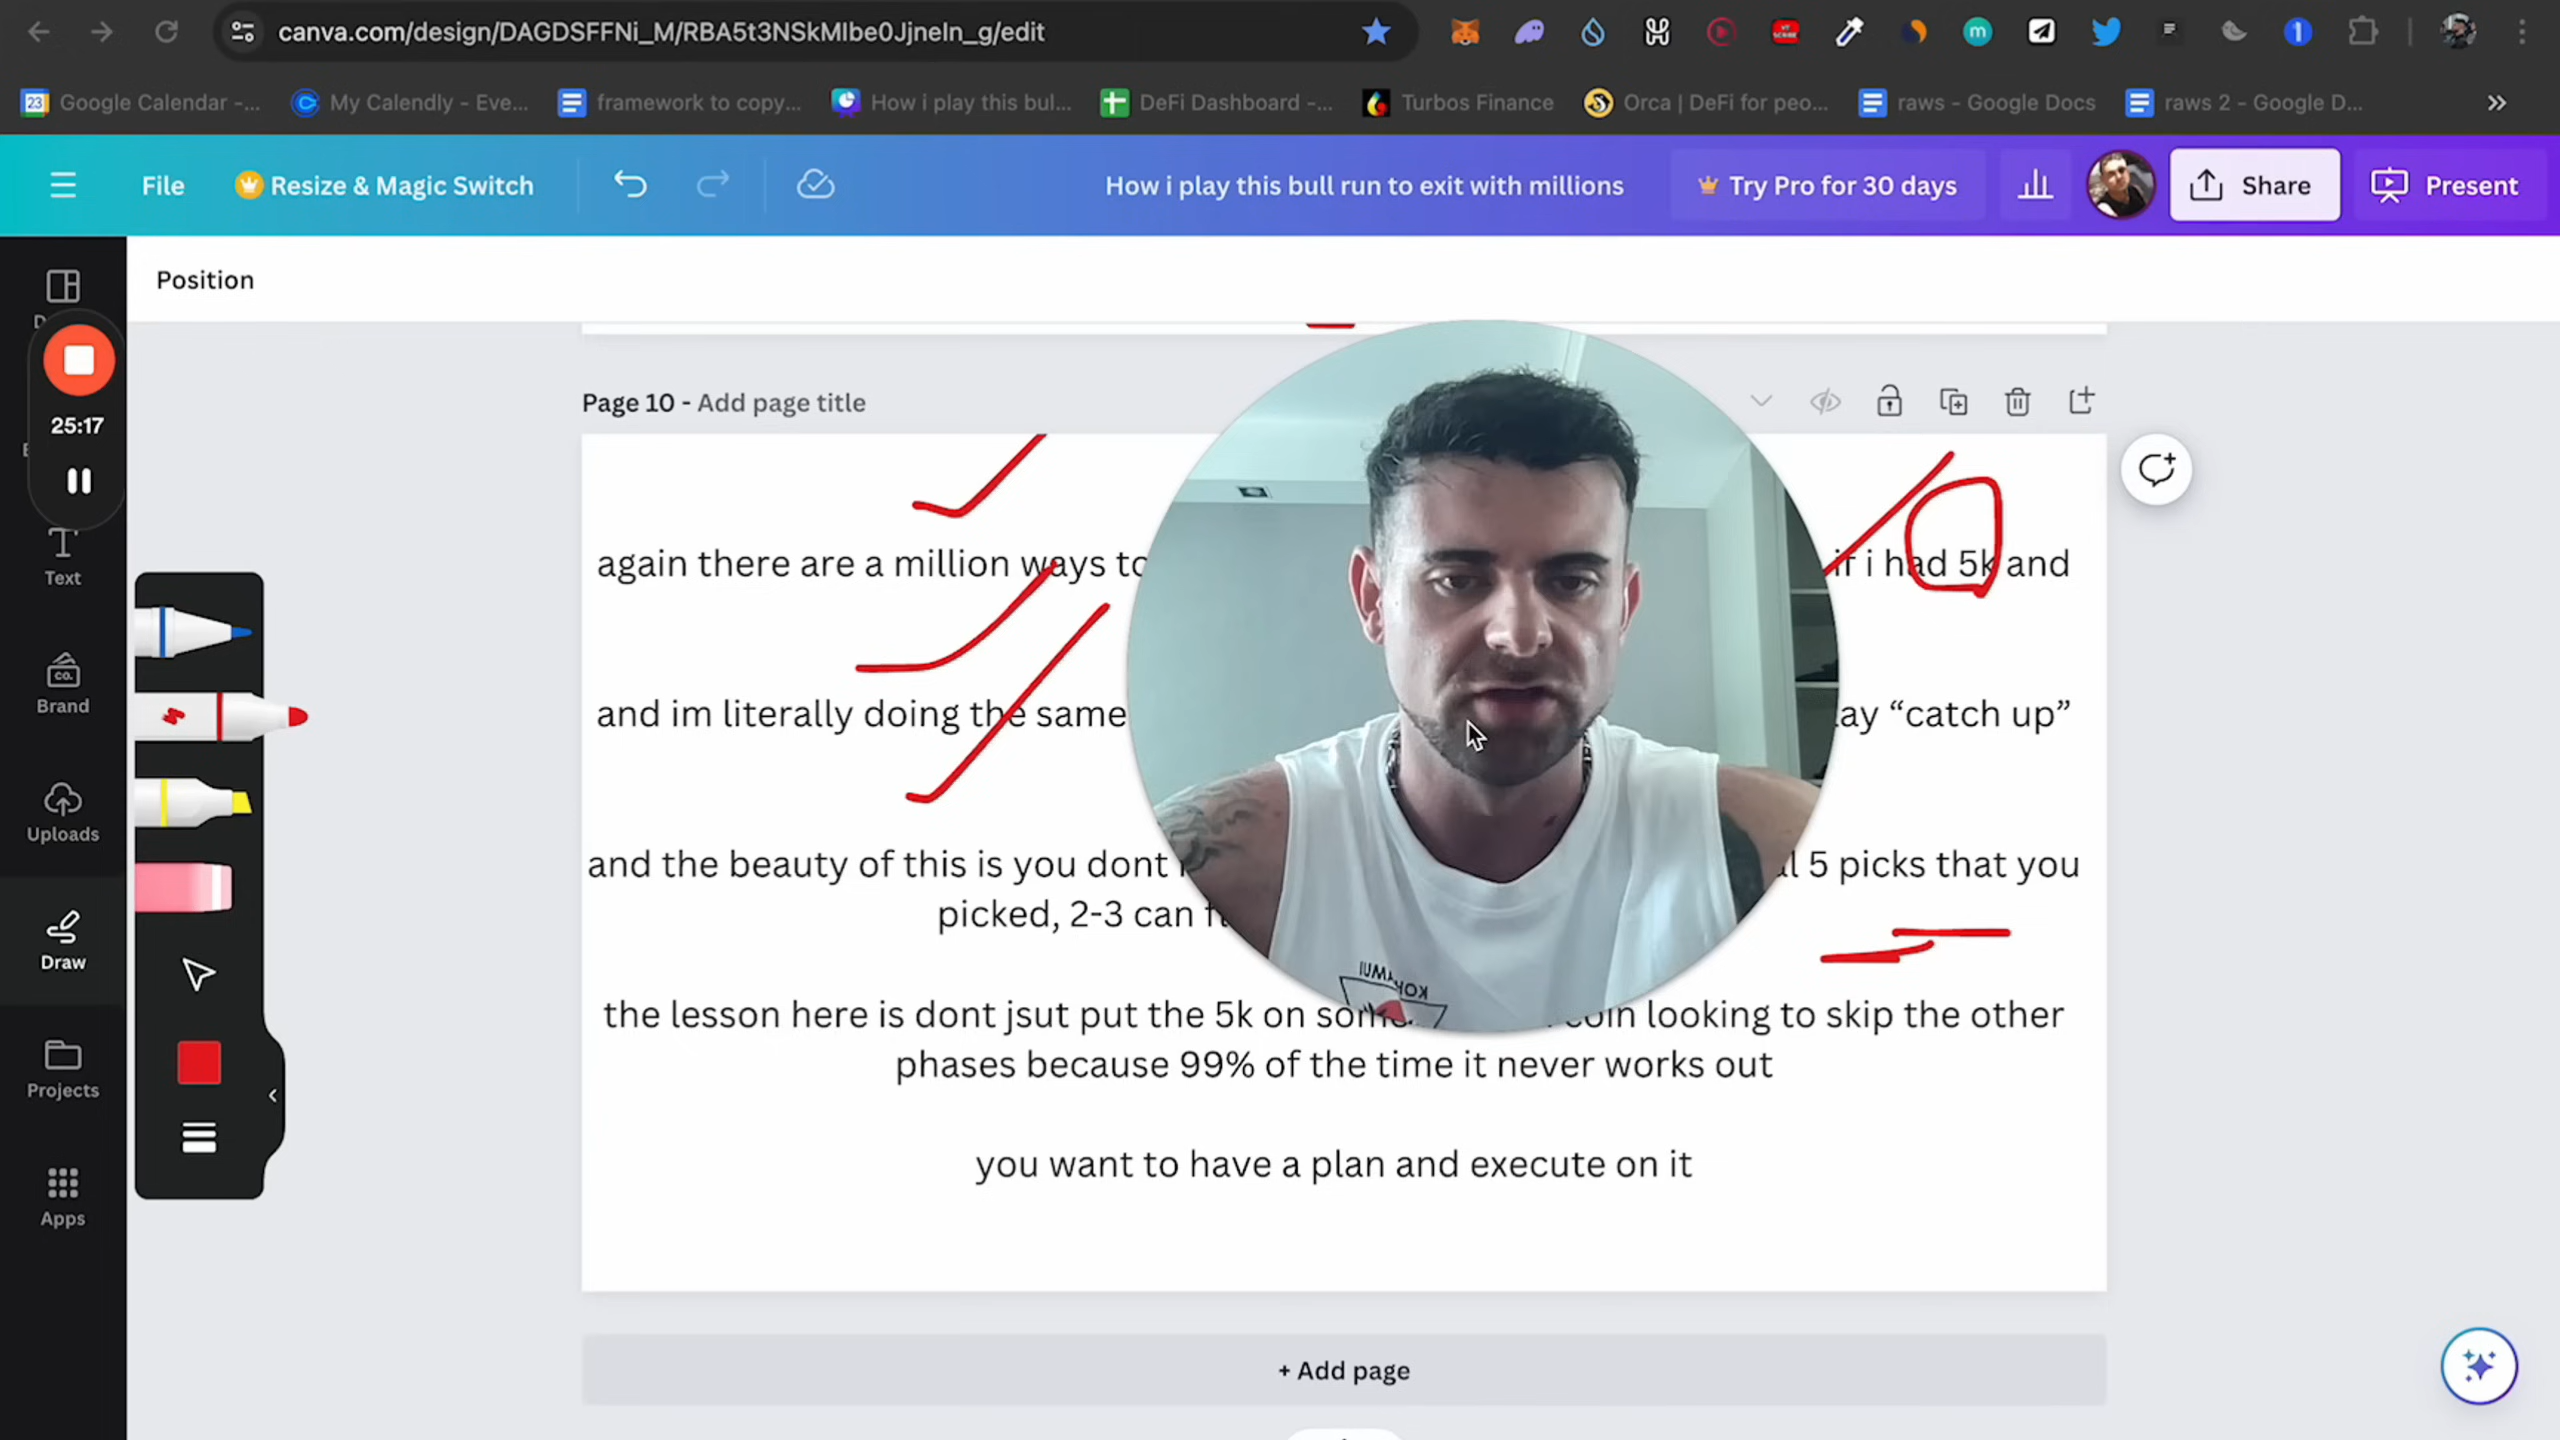 canva.com/design/DAGDSFFNi_M/RBA5t3NSkMIbe0JjneIn_g/edit
23 Google Calendar -... My Calendly - Eve... framework to copy... How i play this bul... DeFi Dashboard -... Turbos Finance Orca | DeFi for peo... raws - Google Docs raws 2 - Google D... »
File Resize & Magic Switch How i play this bull run to exit with millions Try Pro for 30 days Share Present
Position
25:17
Text
Brand
Uploads
Draw
Projects
Apps
Page 10 - Add page title
again there are a million ways to if i had 5k and
and im literally doing the same “catch up”
and the beauty of this is you dont 5 picks that you
picked, 2-3 can
the lesson here is dont jsut put the 5k on coin looking to skip the other
phases because 99% of the time it never works out
you want to have a plan and execute on it
+ Add page